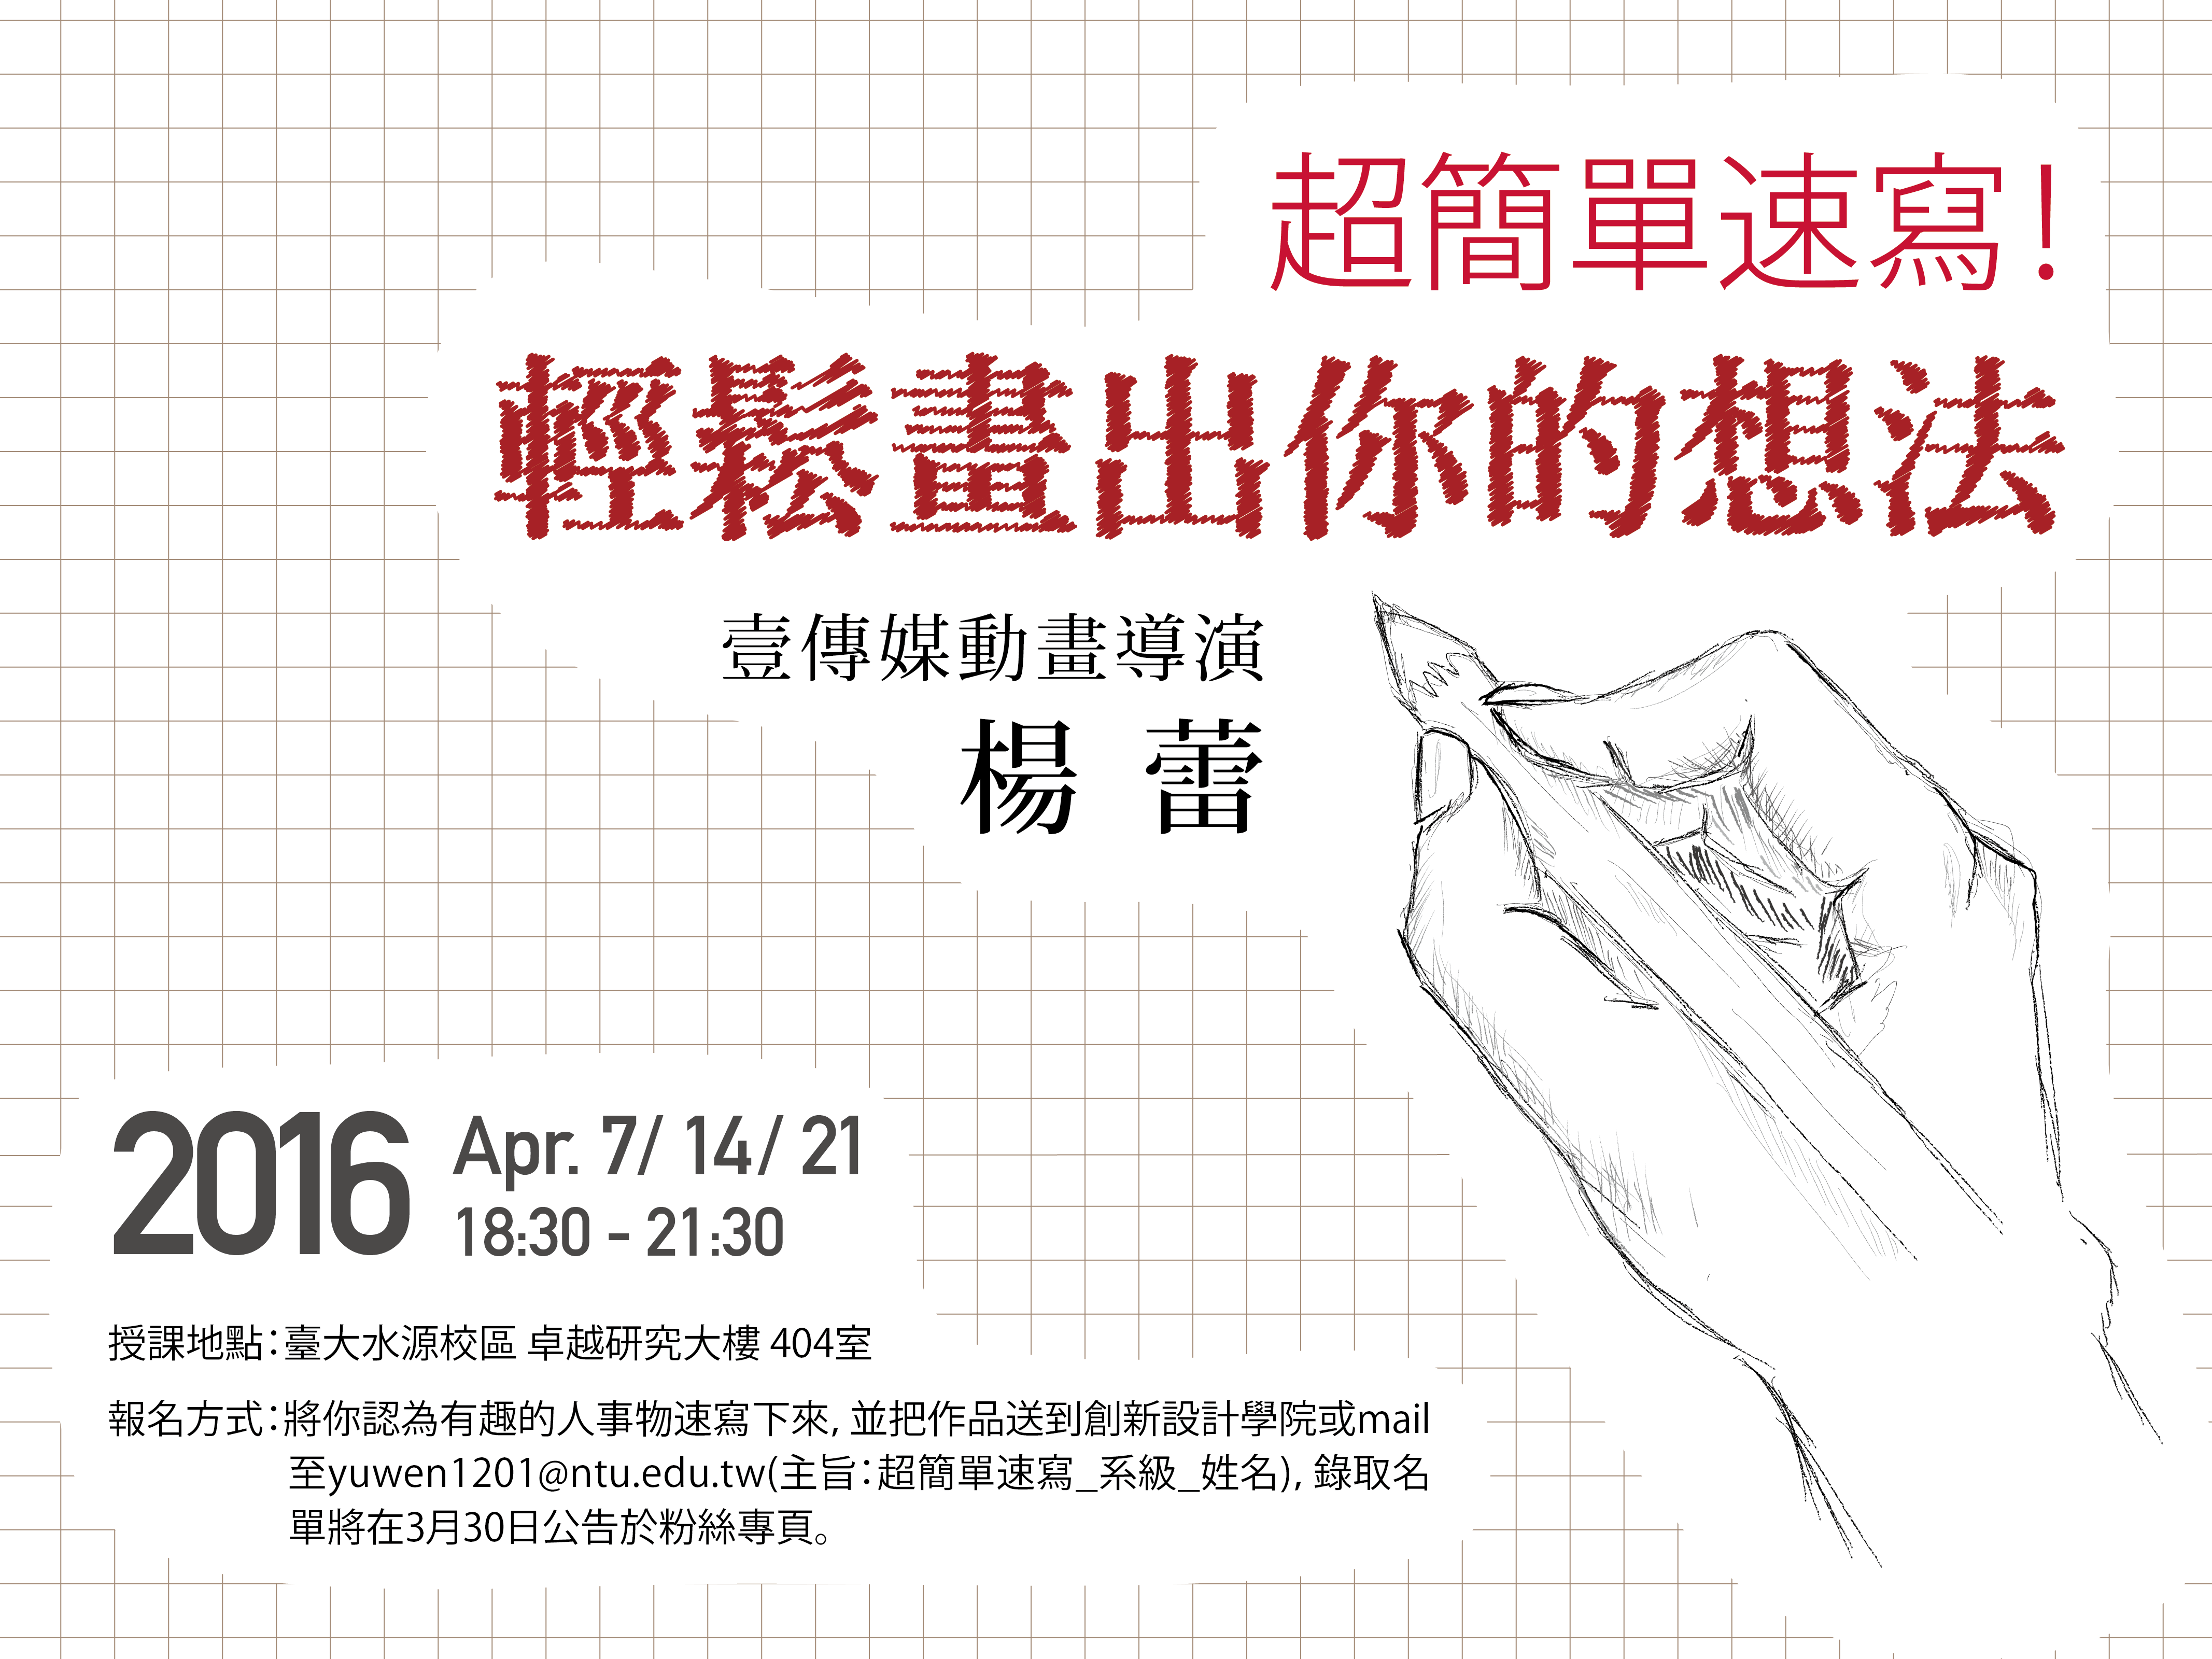 超簡單速寫!
輕鬆畫出你的想法
壹傳媒動畫導演
楊 蕾
2016 Apr. 7/ 14/ 21
18:30 - 21:30
授課地點:臺大水源校區 卓越研究大樓 404室
報名方式:將你認為有趣的人事物速寫下來, 並把作品送到創新設計學院或mail
至yuwen1201@ntu.edu.tw(主旨:超簡單速寫_系級_姓名), 錄取名
單將在3月30日公告於粉絲專頁。